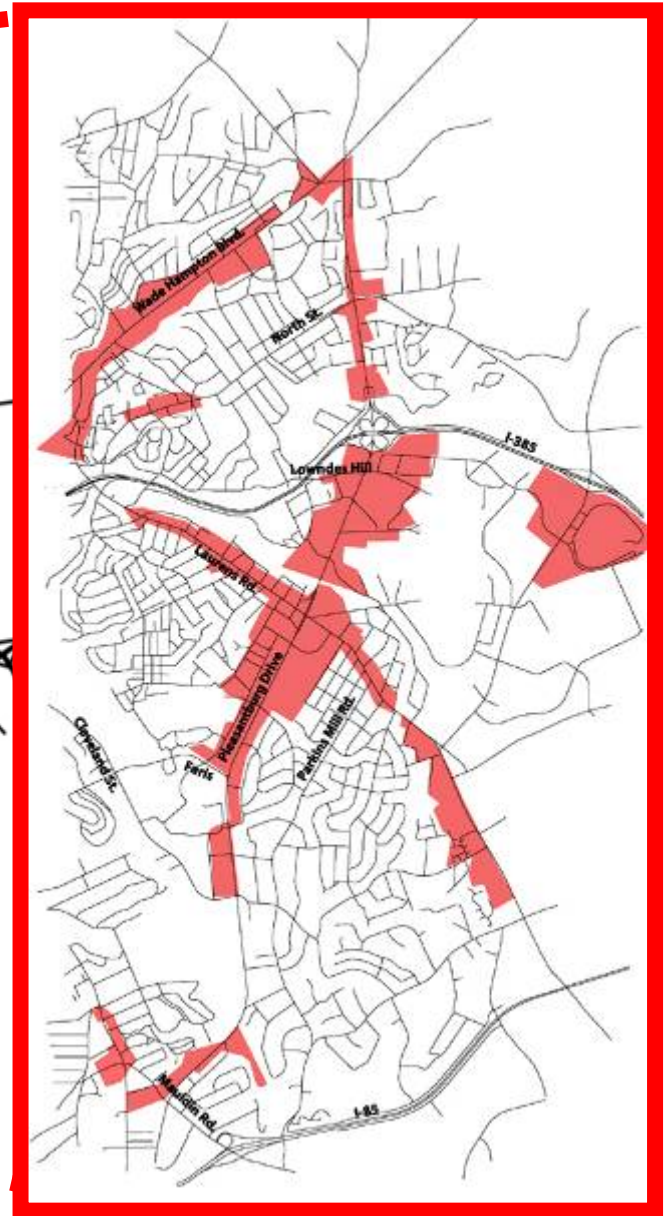 Wade Hampton Blvd.
North St.
I-385
Lowndes Hill
Laurens Rd.
Pleasantburg Drive
Parkins Mill Rd.
Faris
Cleveland St.
Mauldin Rd.
I-85